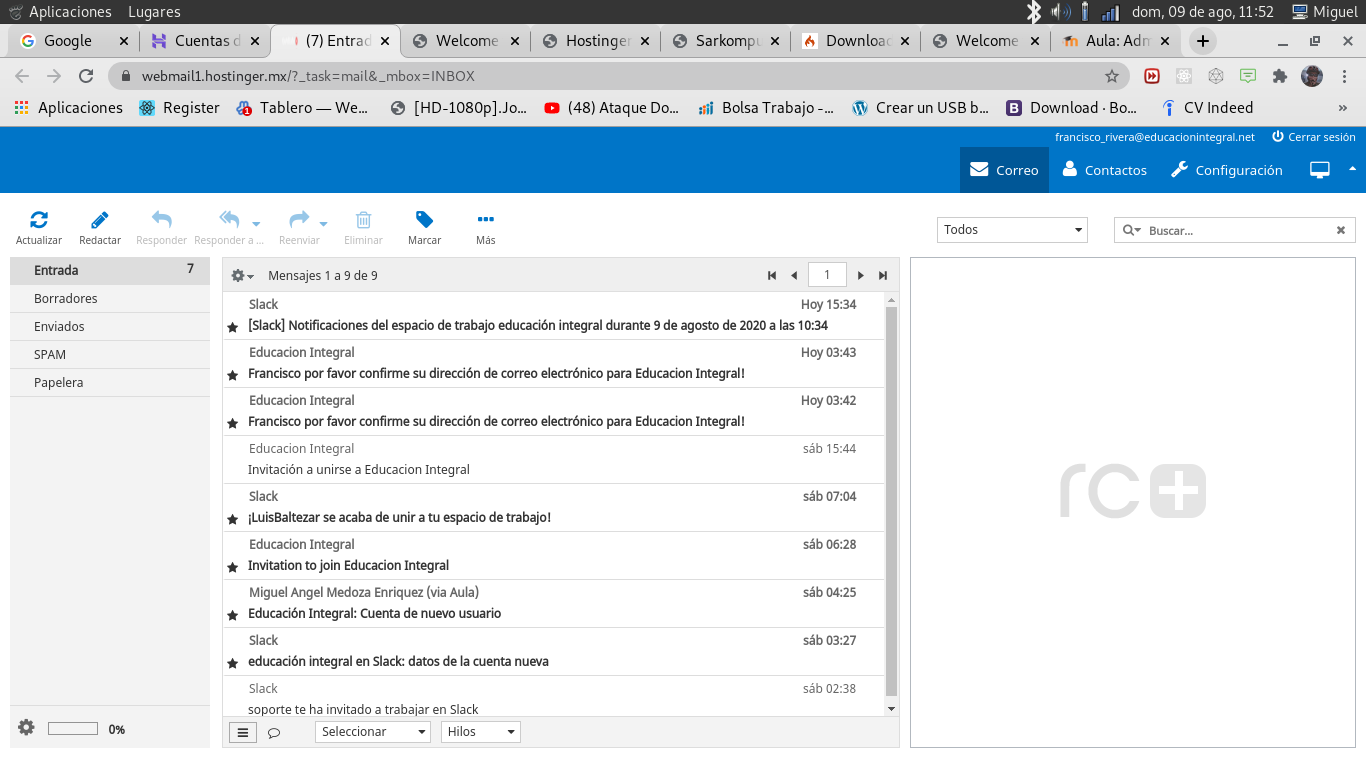 Aplicaciones Lugares dom, 09 de ago, 11:52 Miguel
Google (7) Entrad Welcome Hostinger Sarkompu Downloac Welcome Aula: Adm
Cuentas d
webmail1.hostinger.mx/?_task=mail&_mbox=INBOX
Aplicaciones Register Tablero — We... [HD-1080p].Jo... (48) Ataque Do... Bolsa Trabajo -... Crear un USB b... Download · Bo... CV Indeed »
francisco_rivera@educacionintegral.net Cerrar sesión
Correo Contactos Configuración
Actualizar Redactar Responder Responder a ... Reenviar Eliminar Marcar Más
Todos Buscar...
Entrada 7
Borradores
Enviados
SPAM
Papelera
0%
Mensajes 1 a 9 de 9 1
Slack Hoy 15:34
[Slack] Notificaciones del espacio de trabajo educación integral durante 9 de agosto de 2020 a las 10:34
Educacion Integral Hoy 03:43
Francisco por favor confirme su dirección de correo electrónico para Educacion Integral!
Educacion Integral Hoy 03:42
Francisco por favor confirme su dirección de correo electrónico para Educacion Integral!
Educacion Integral sáb 15:44
Invitación a unirse a Educacion Integral
Slack sáb 07:04
¡LuisBaltezar se acaba de unir a tu espacio de trabajo!
Educacion Integral sáb 06:28
Invitation to join Educacion Integral
Miguel Angel Medoza Enriquez (via Aula) sáb 04:25
Educación Integral: Cuenta de nuevo usuario
Slack sáb 03:27
educación integral en Slack: datos de la cuenta nueva
Slack sáb 02:38
soporte te ha invitado a trabajar en Slack
Seleccionar Hilos
rc+